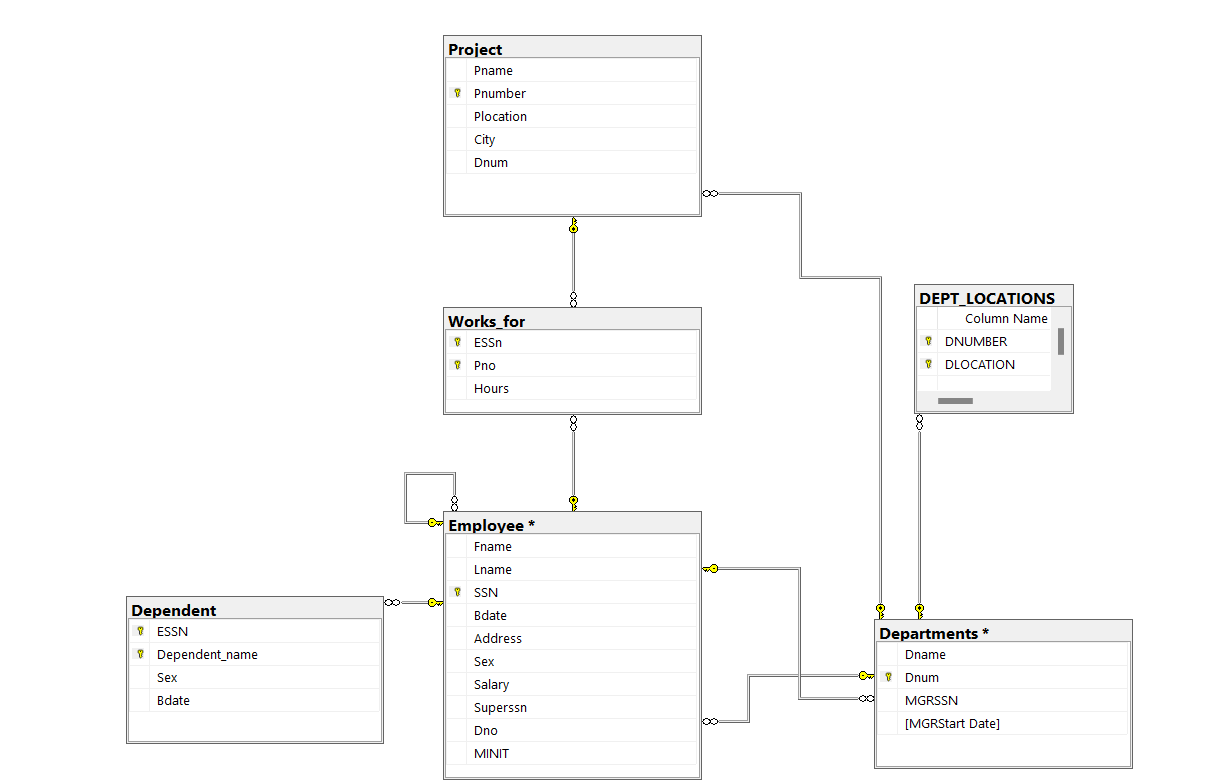 Project
Pname
Pnumber
Plocation
City
Dnum
DEPT_LOCATIONS
Column Name
DNUMBER
DLOCATION
Works_for
ESSn
Pno
Hours
Employee *
Fname
Lname
SSN
Bdate
Address
Sex
Salary
Superssn
Dno
MINIT
Dependent
ESSN
Dependent_name
Sex
Bdate
Departments *
Dname
Dnum
MGRSSN
[MGRStart Date]